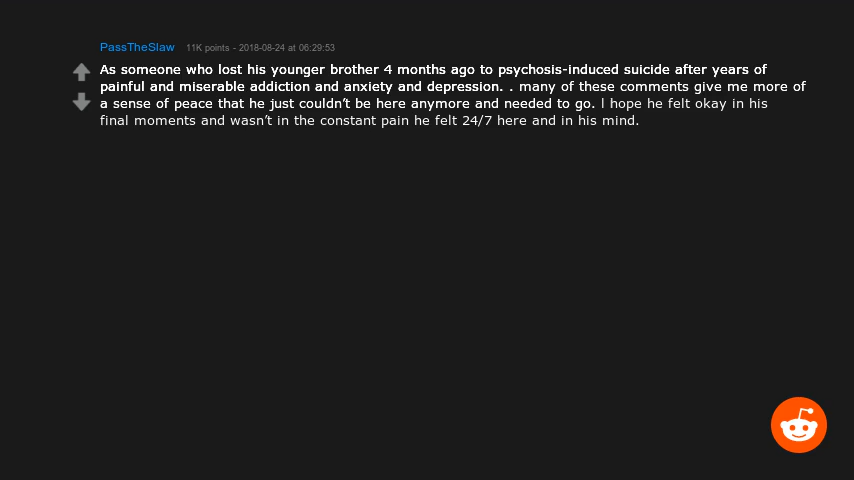 PassTheSlaw 11K points - 2018-08-24 at 06:29:53
As someone who lost his younger brother 4 months ago to psychosis-induced suicide after years of
painful and miserable addiction and anxiety and depression. . many of these comments give me more of
a sense of peace that he just couldn’t be here anymore and needed to go. I hope he felt okay in his
final moments and wasn’t in the constant pain he felt 24/7 here and in his mind.